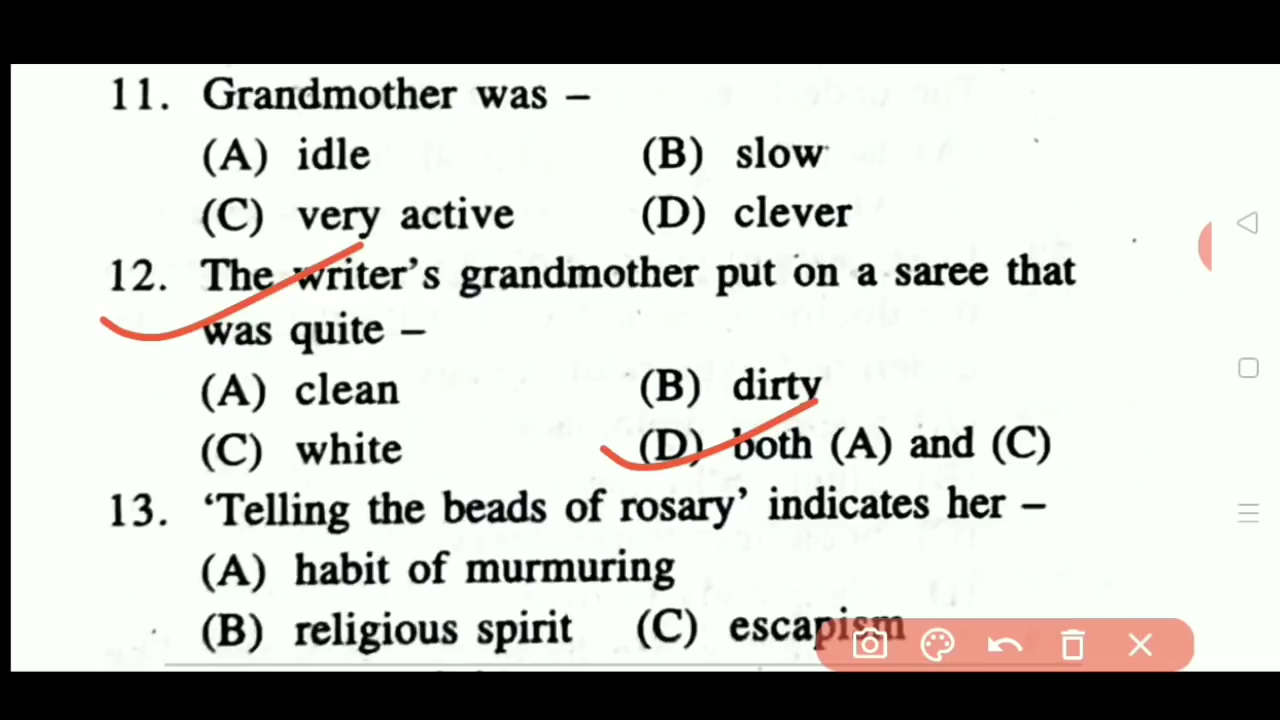 11. Grandmother was –
(A) idle (B) slow
(C) very active (D) clever
12. The writer's grandmother put on a saree that
was quite –
(A) clean (B) dirty
(C) white (D) both (A) and (C)
13. 'Telling the beads of rosary' indicates her –
(A) habit of murmuring
(B) religious spirit (C) escapism